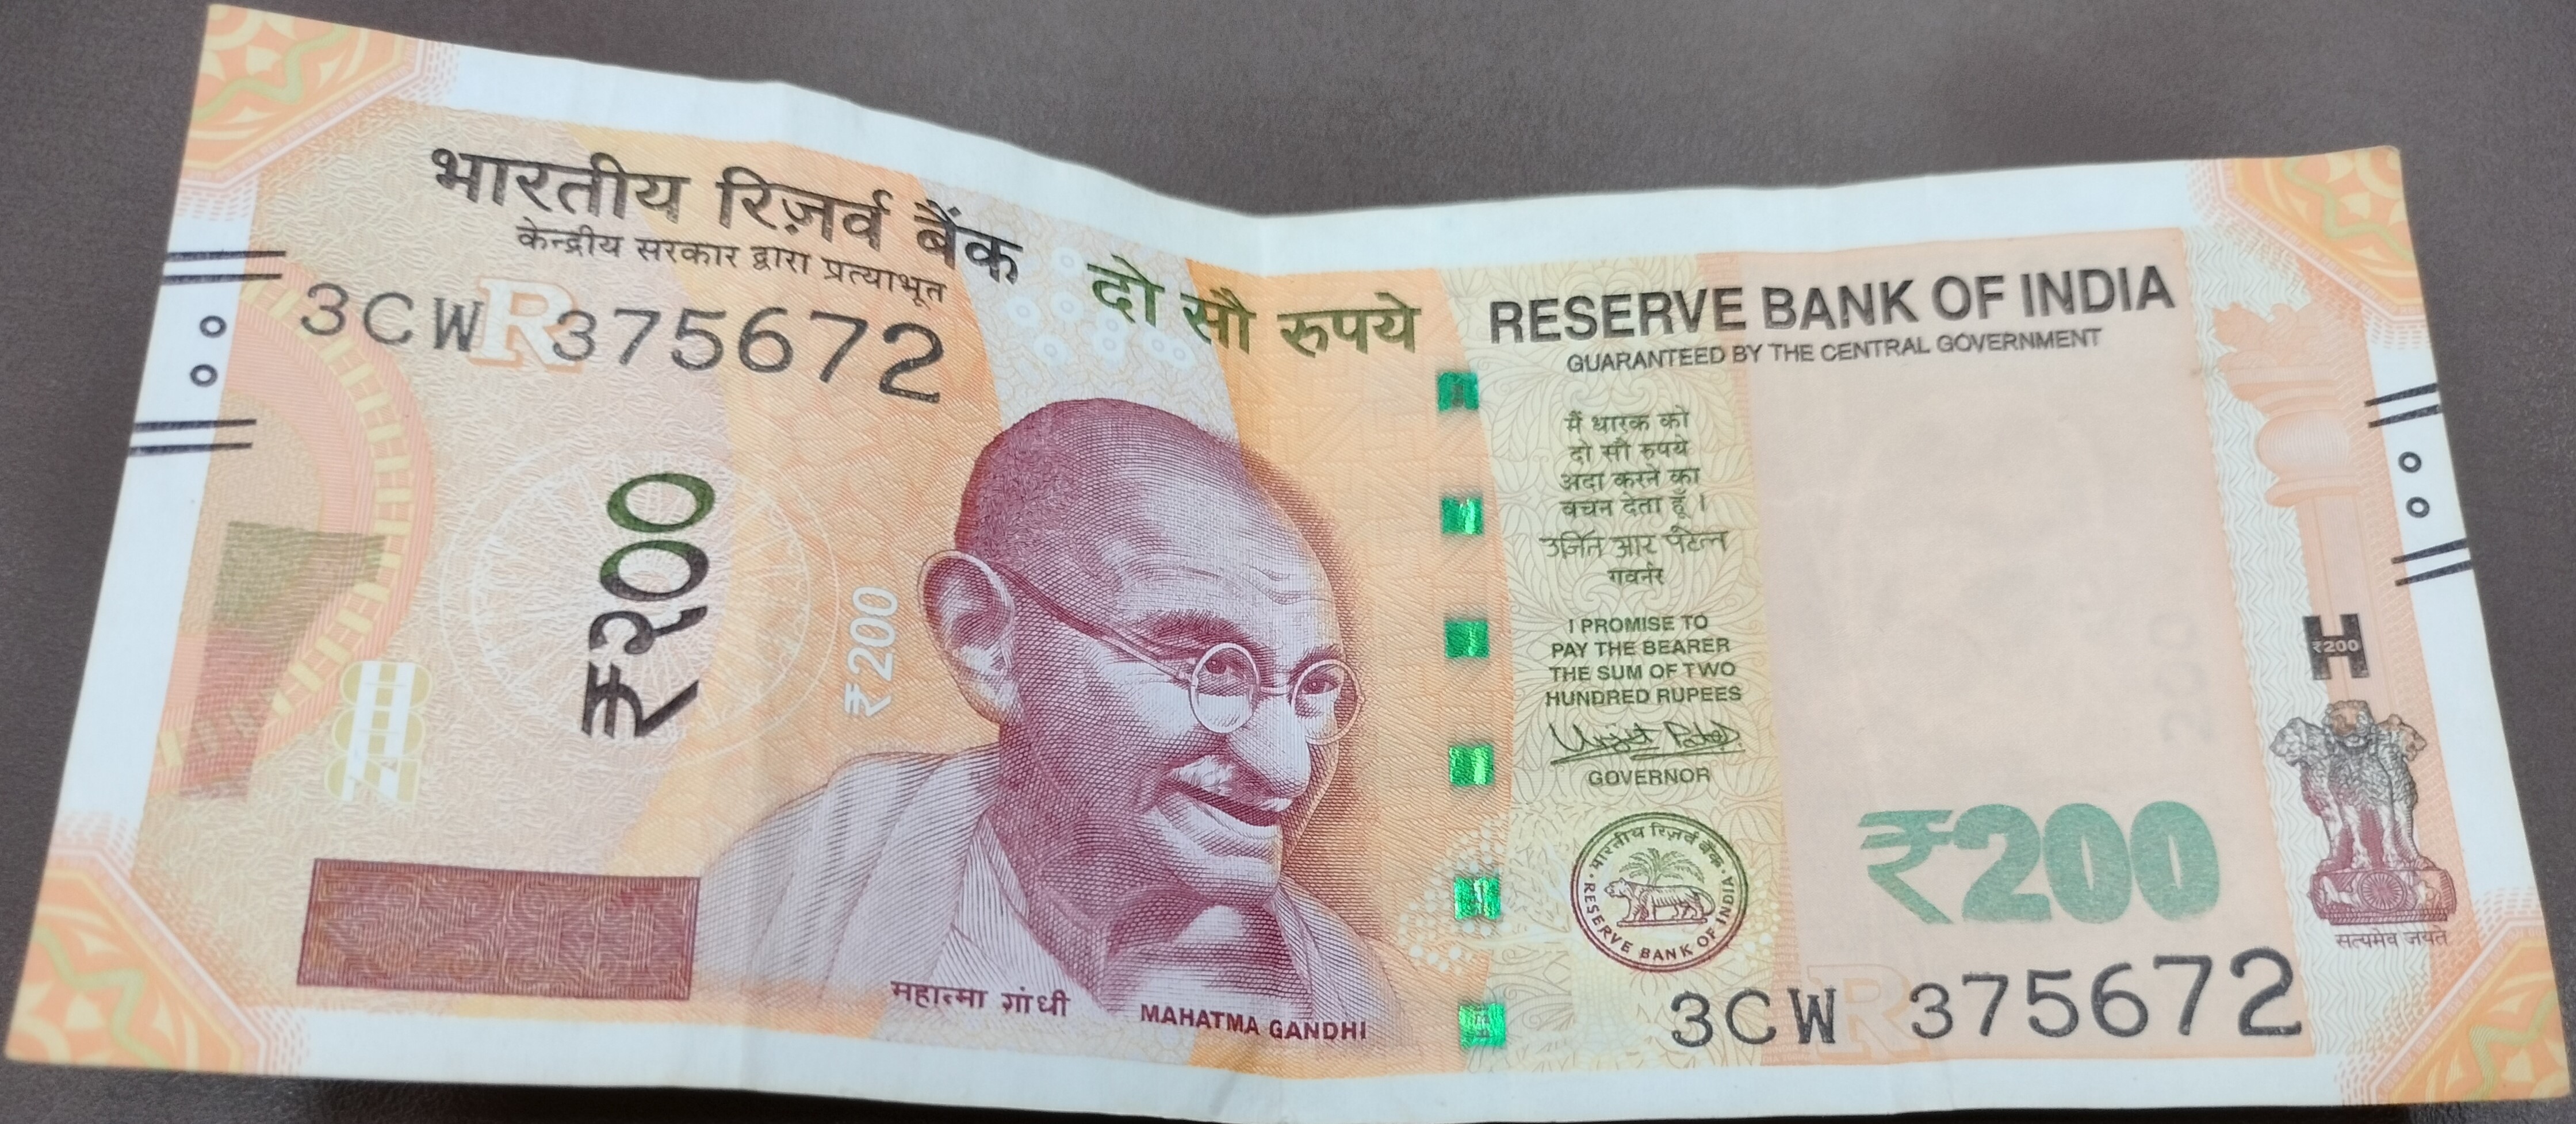 भारतीय रिज़र्व बैंक
केन्द्रीय सरकार द्वारा प्रत्याभूत
3CW R 375672
दो सौ रुपये
₹२००
₹200
महात्मा गांधी
MAHATMA GANDHI
RESERVE BANK OF INDIA
GUARANTEED BY THE CENTRAL GOVERNMENT
मैं धारक को
दो सौ रुपये
अदा करने का
वचन देता हूँ ।
उर्जित आर पटेल
गवर्नर
I PROMISE TO
PAY THE BEARER
THE SUM OF TWO
HUNDRED RUPEES
Urjit Patel
GOVERNOR
भारतीय रिज़र्व बैंक
RESERVE BANK OF INDIA
₹200
H
₹200
सत्यमेव जयते
3CW R 375672